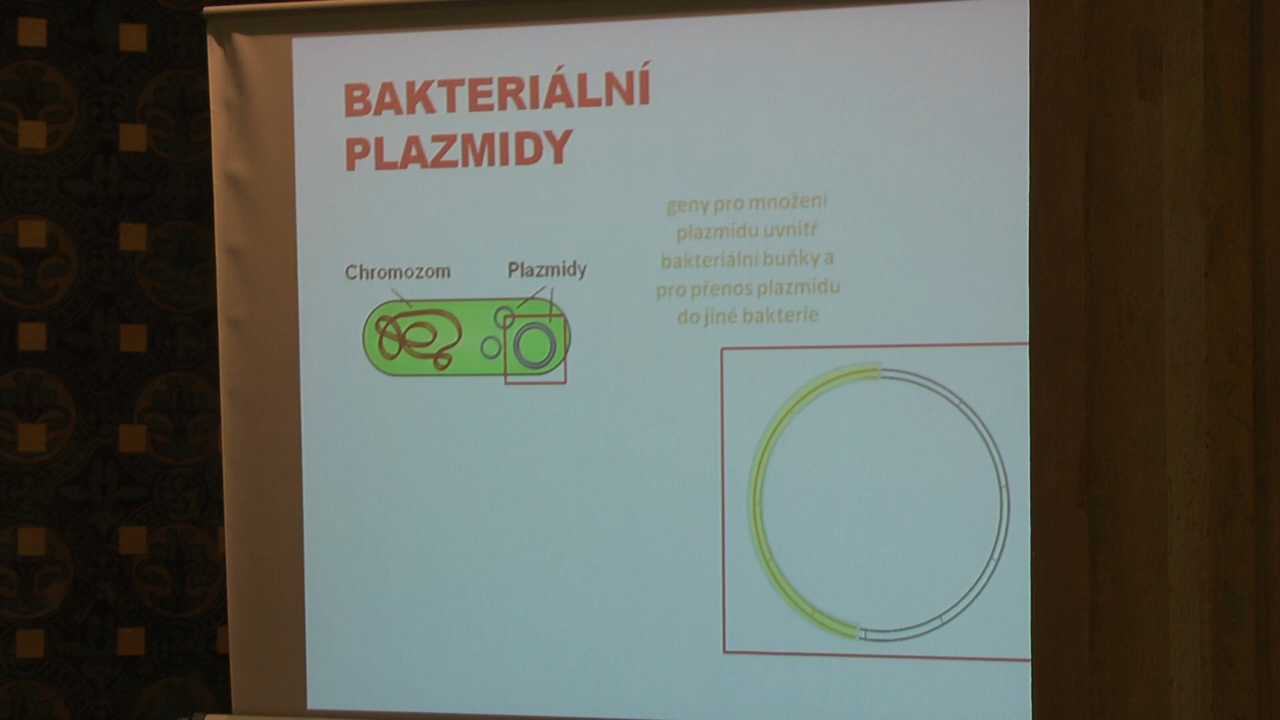 BAKTERIÁLNÍ
PLAZMIDY
geny pro množení
plazmidu uvnitř
bakteriální buňky a
pro přenos plazmidu
do jiné bakterie
Chromozom
Plazmidy